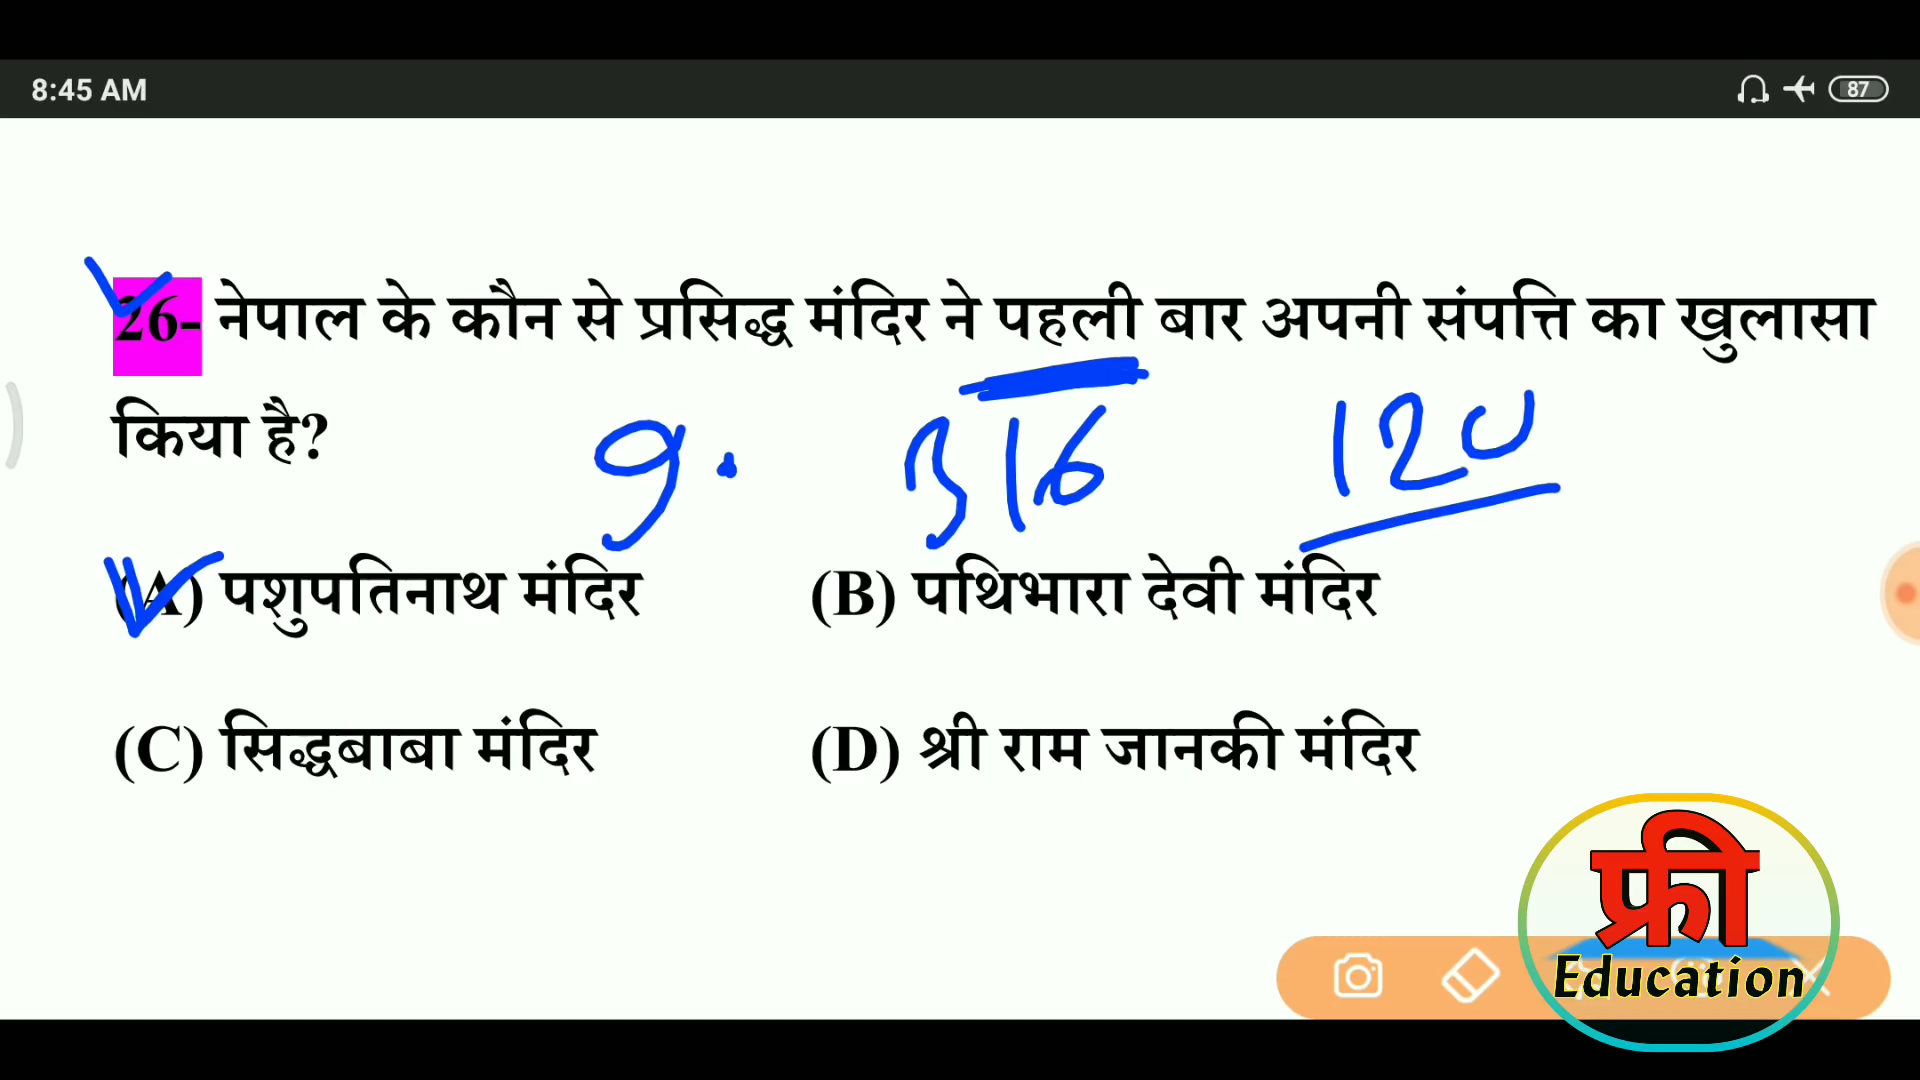 8:45 AM
87
26- नेपाल के कौन से प्रसिद्ध मंदिर ने पहली बार अपनी संपत्ति का खुलासा
किया है?
9. 316 120
(A) पशुपतिनाथ मंदिर (B) पथिभारा देवी मंदिर
(C) सिद्धबाबा मंदिर (D) श्री राम जानकी मंदिर
फ्री
Education